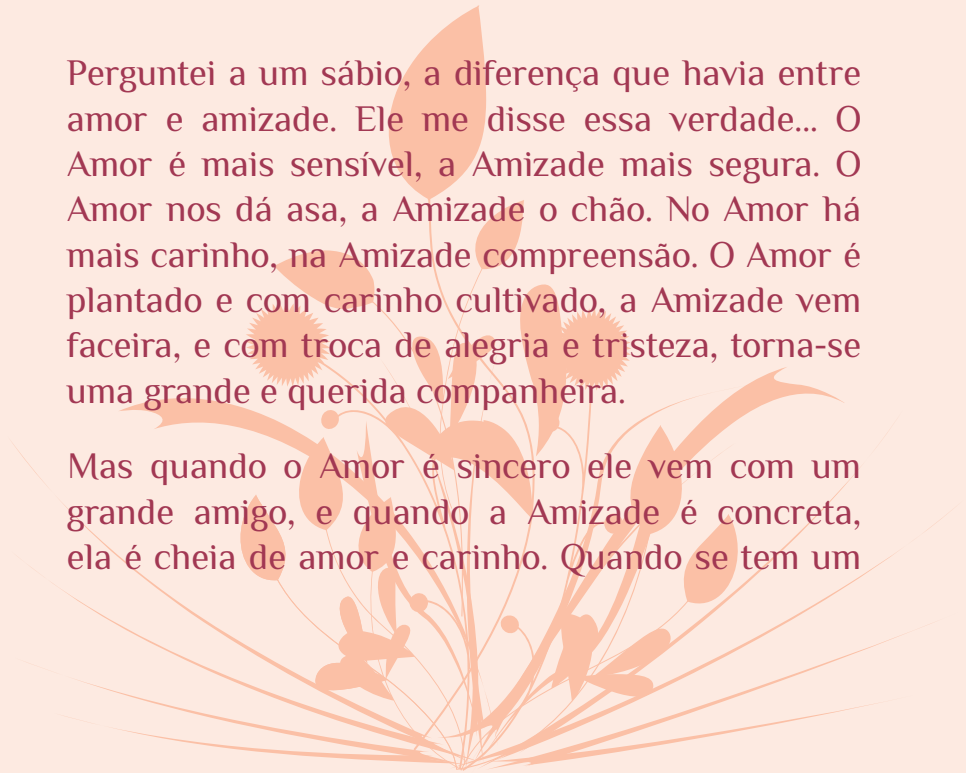 Perguntei a um sábio, a diferença que havia entre
amor e amizade. Ele me disse essa verdade... O
Amor é mais sensível, a Amizade mais segura. O
Amor nos dá asa, a Amizade o chão. No Amor há
mais carinho, na Amizade compreensão. O Amor é
plantado e com carinho cultivado, a Amizade vem
faceira, e com troca de alegria e tristeza, torna-se
uma grande e querida companheira.
Mas quando o Amor é sincero ele vem com um
grande amigo, e quando a Amizade é concreta,
ela é cheia de amor e carinho. Quando se tem um